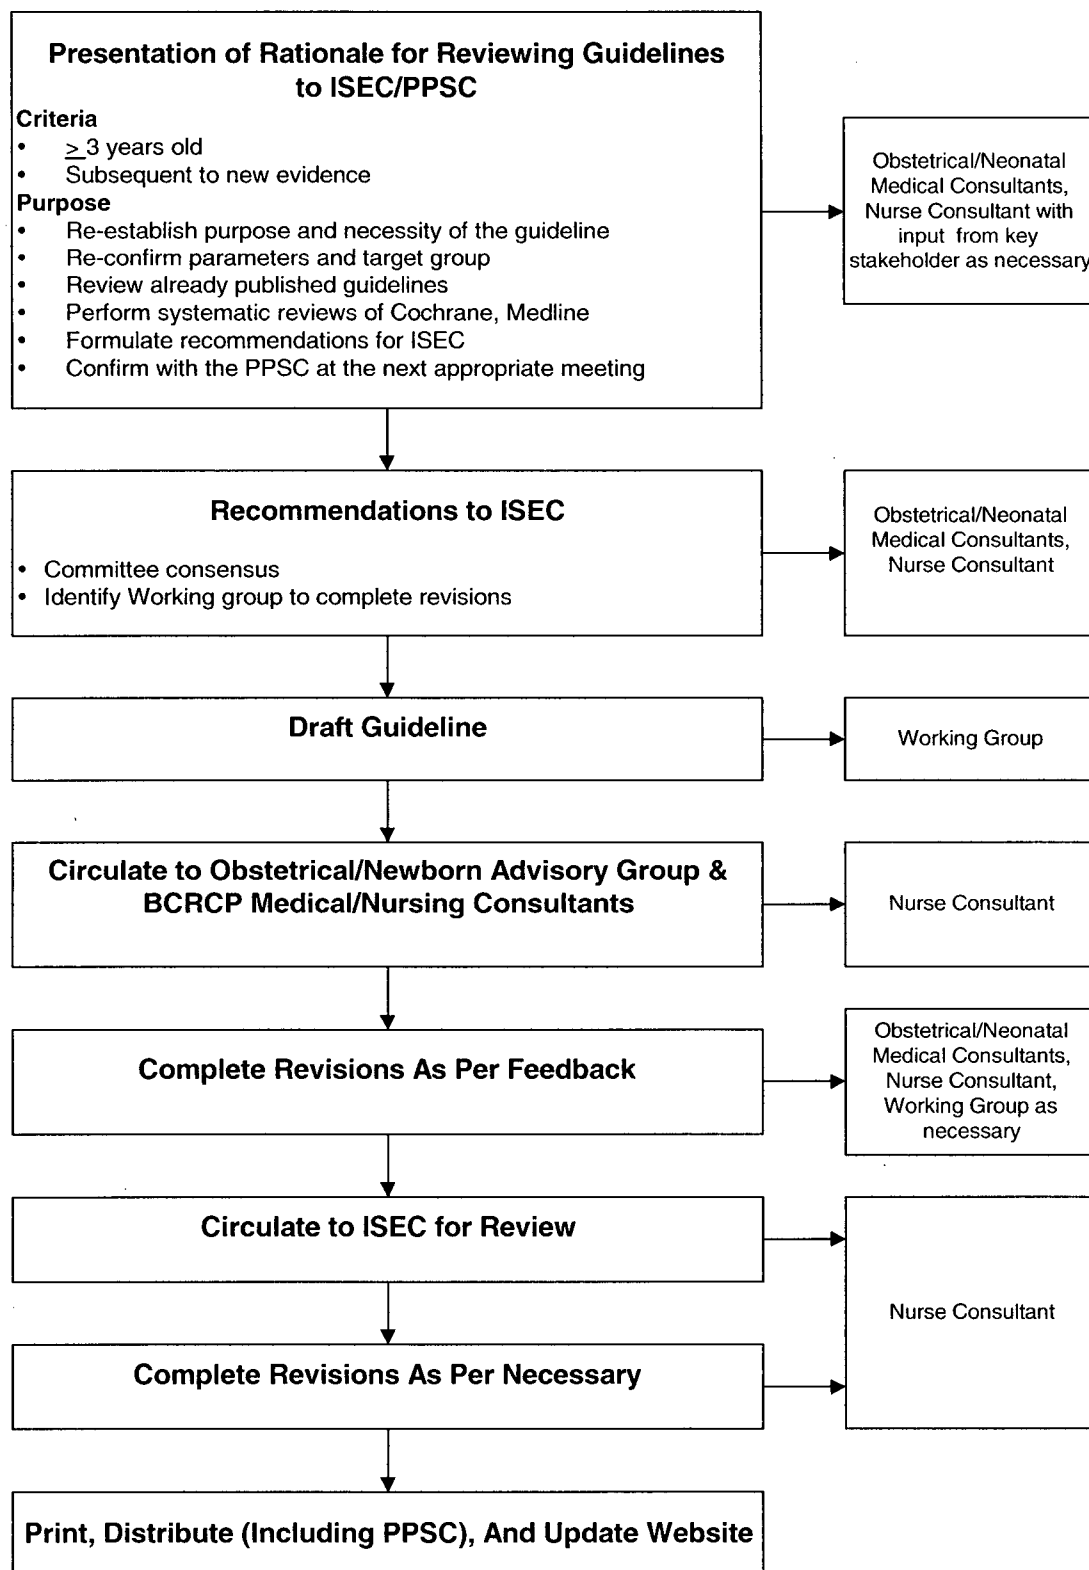 Presentation of Rationale for Reviewing Guidelines
to ISEC/PPSC
Criteria
• > 3 years old
• Subsequent to new evidence
Purpose
• Re-establish purpose and necessity of the guideline
• Re-confirm parameters and target group
• Review already published guidelines
• Perform systematic reviews of Cochrane, Medline
• Formulate recommendations for ISEC
• Confirm with the PPSC at the next appropriate meeting
Obstetrical/Neonatal
Medical Consultants,
Nurse Consultant with
input from key
stakeholder as necessary
Recommendations to ISEC
• Committee consensus
• Identify Working group to complete revisions
Obstetrical/Neonatal
Medical Consultants,
Nurse Consultant
Draft Guideline
Working Group
Circulate to Obstetrical/Newborn Advisory Group &
BCRCP Medical/Nursing Consultants
Nurse Consultant
Complete Revisions As Per Feedback
Obstetrical/Neonatal
Medical Consultants,
Nurse Consultant,
Working Group as
necessary
Circulate to ISEC for Review
Nurse Consultant
Complete Revisions As Per Necessary
Print, Distribute (Including PPSC), And Update Website